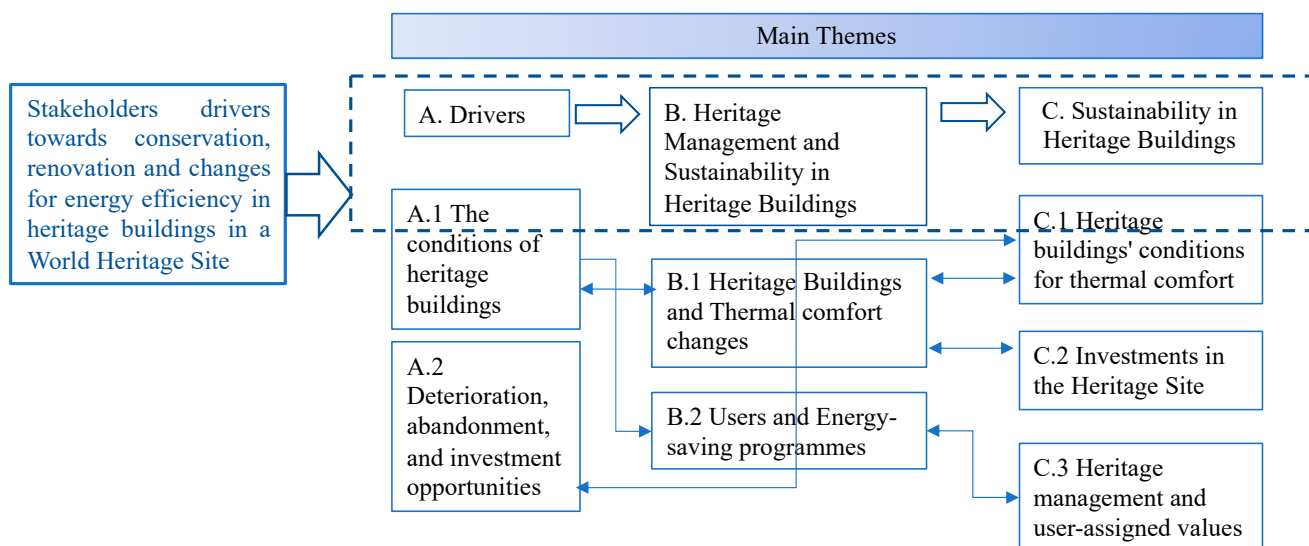 Main Themes
Stakeholders drivers
towards conservation,
renovation and changes
for energy efficiency in
heritage buildings in a
World Heritage Site
A. Drivers
B. Heritage
Management and
Sustainability in
Heritage Buildings
C. Sustainability in
Heritage Buildings
A.1 The
conditions of
heritage
buildings
A.2
Deterioration,
abandonment,
and investment
opportunities
B.1 Heritage Buildings
and Thermal comfort
changes
B.2 Users and Energy-
saving programmes
C.1 Heritage
buildings' conditions
for thermal comfort
C.2 Investments in
the Heritage Site
C.3 Heritage
management and
user-assigned values